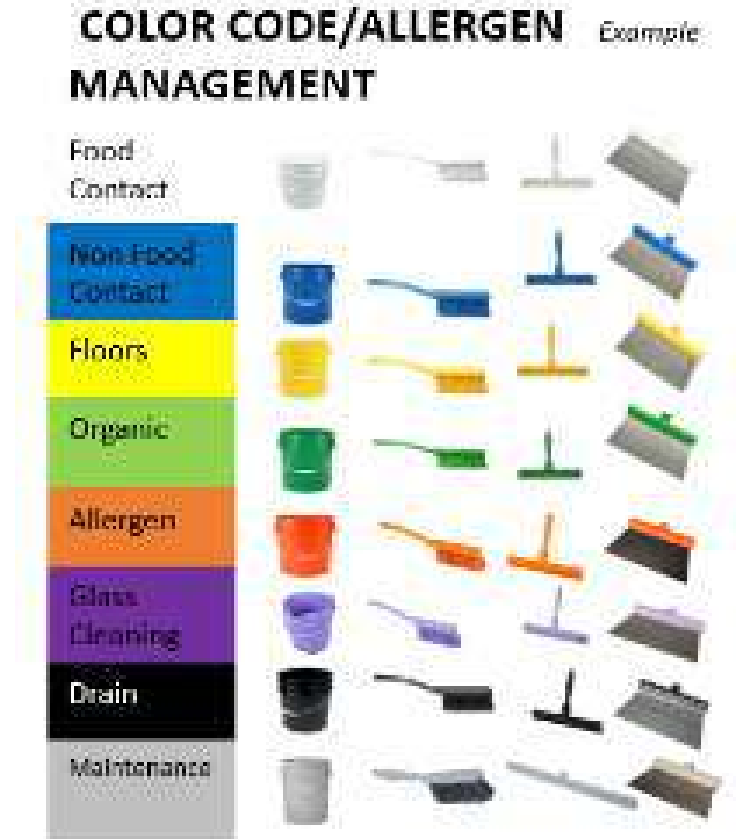 COLOR CODE/ALLERGEN Example
MANAGEMENT
Food
Contact
Non Food
Contact
Floors
Organic
Allergen
Glass
Cleaning
Drain
Maintenance